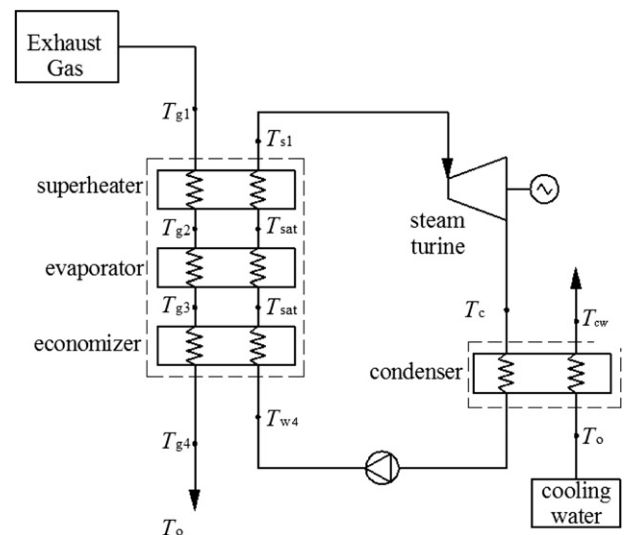 Exhaust
Gas
Tg1
Ts1
superheater
Tg2
Tsat
evaporator
Tg3
Tsat
economizer
Tg4
Tw4
To
steam
turine
Tc
Tcw
condenser
To
cooling
water